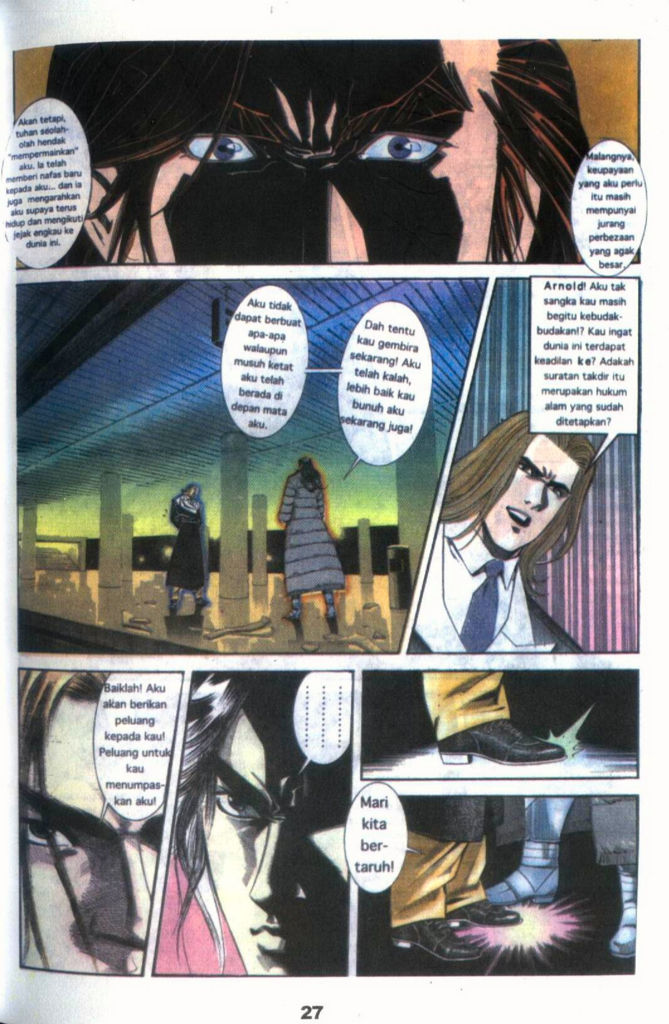 Akan tetapi,
tuhan seolah-
olah hendak
"mempermainkan"
aku. Ia telah
memberi nafas baru
kepada aku... dan ia
juga mengarahkan
aku supaya terus
hidup dan mengikuti
jejak engkau ke
dunia ini.
Malangnya,
keupayaan
yang aku perlu
itu masih
mempunyai
jurang
perbezaan
yang agak
besar.
Aku tidak
dapat berbuat
apa-apa
walaupun
musuh ketat
aku telah
berada di
depan mata
aku.
Dah tentu
kau gembira
sekarang! Aku
telah kalah,
lebih baik kau
bunuh aku
sekarang juga!
Arnold! Aku tak
sangka kau masih
begitu kebudak-
budakan!? Kau ingat
dunia ini terdapat
keadilan ke? Adakah
suratan takdir itu
merupakan hukum
alam yang sudah
ditetapkan?
Baiklah! Aku
akan berikan
peluang
kepada kau!
Peluang untuk
kau
menumpas-
kan aku!
Mari
kita
ber-
taruh!
27